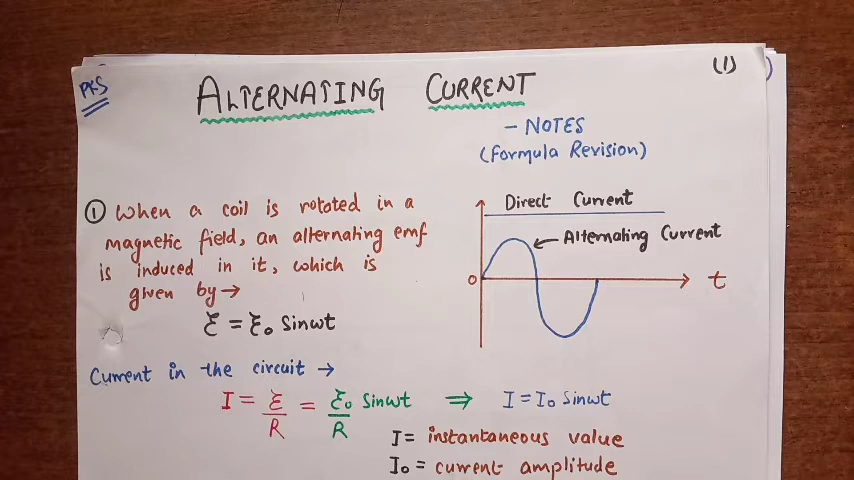 PKS
(1)
ALTERNATING CURRENT
- NOTES
(Formula Revision)
① When a coil is rotated in a
magnetic field, an alternating emf
is induced in it, which is
given by →
ξ = ξ₀ Sinωt
Direct Current
Alternating Current
0
t
Current in the circuit →
I = ξ/R = ξ₀/R Sinωt ⇒ I = I₀ Sinωt
I = instantaneous value
I₀ = current amplitude